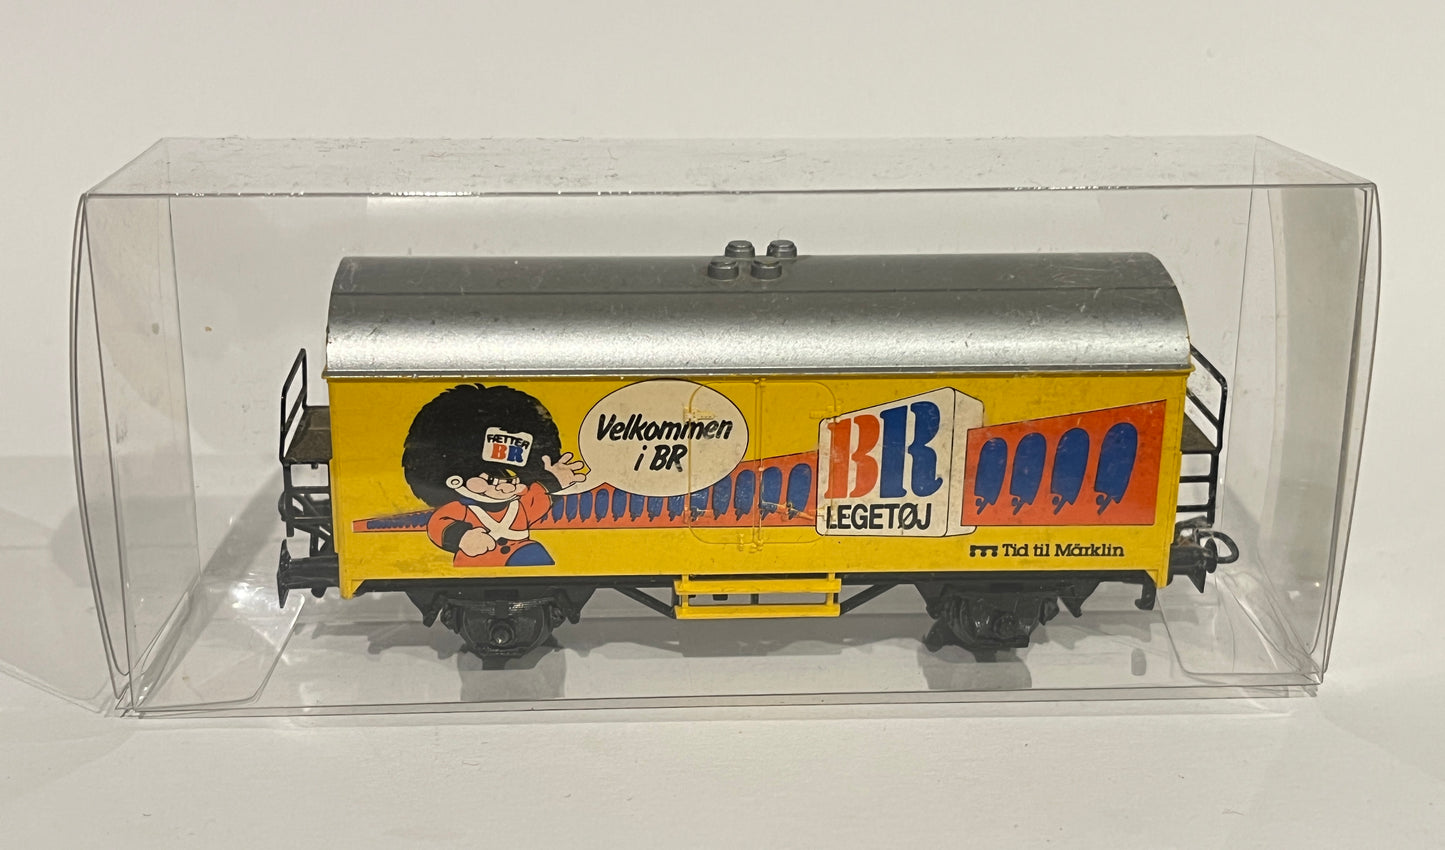 FÆTTER
BR
Velkommen
i BR
BR
LEGETØJ
Tid til Märklin